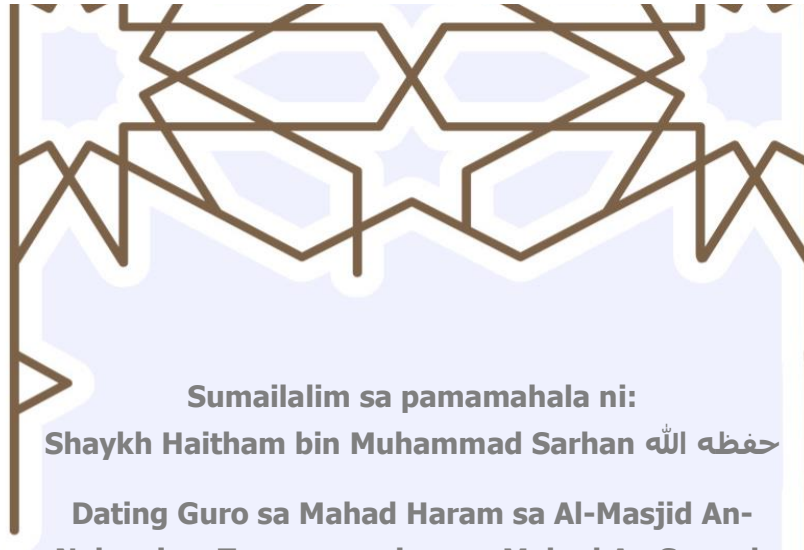 Sumailalim sa pamamahala ni:
Shaykh Haitham bin Muhammad Sarhan حفظه الله
Dating Guro sa Mahad Haram sa Al-Masjid An-